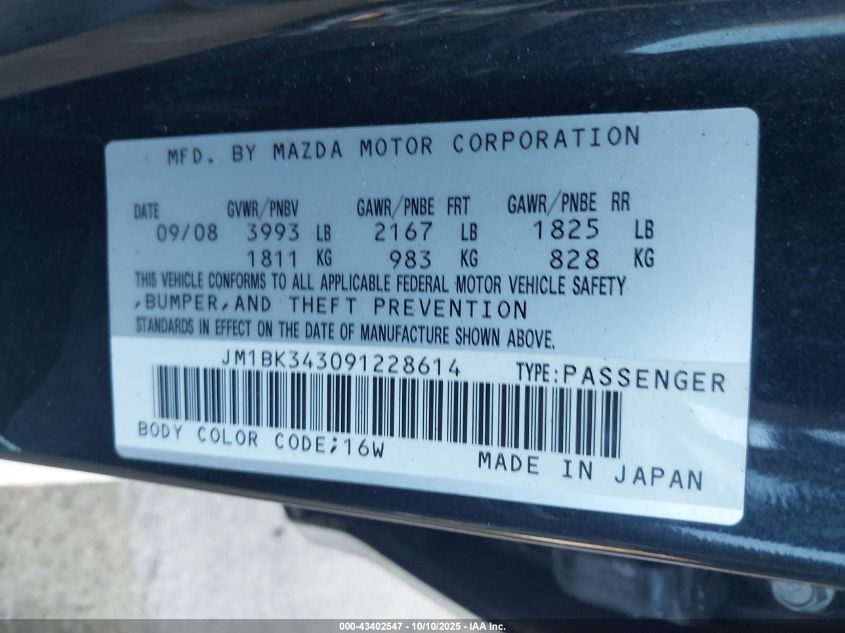 MFD. BY MAZDA MOTOR CORPORATION
DATE GVWR/PNBV GAWR/PNBE FRT GAWR/PNBE RR
09/08 3993 LB 2167 LB 1825 LB
1811 KG 983 KG 828 KG
THIS VEHICLE CONFORMS TO ALL APPLICABLE FEDERAL MOTOR VEHICLE SAFETY
,BUMPER,AND THEFT PREVENTION
STANDARDS IN EFFECT ON THE DATE OF MANUFACTURE SHOWN ABOVE.
JM1BK343091228614 TYPE:PASSENGER
BODY COLOR CODE;16W
MADE IN JAPAN
000-43402547 - 10/10/2025 - IAA Inc.